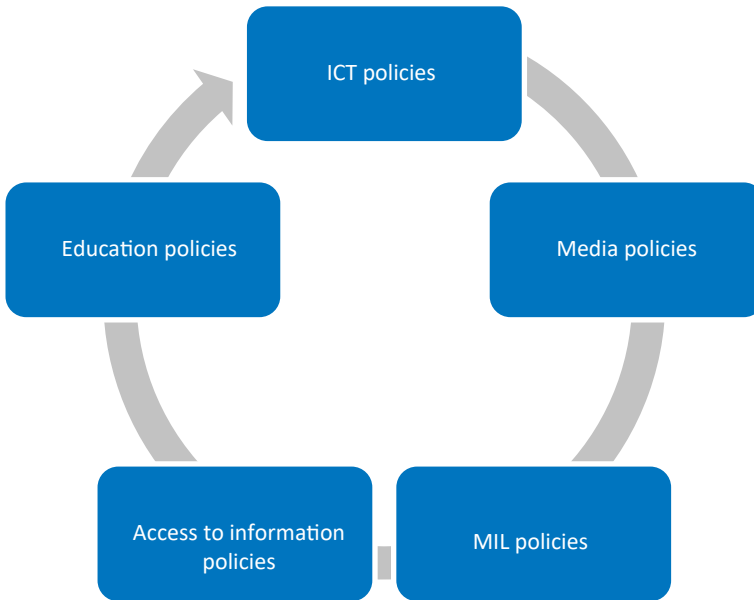 ICT policies
Media policies
MIL policies
Access to information
policies
Education policies